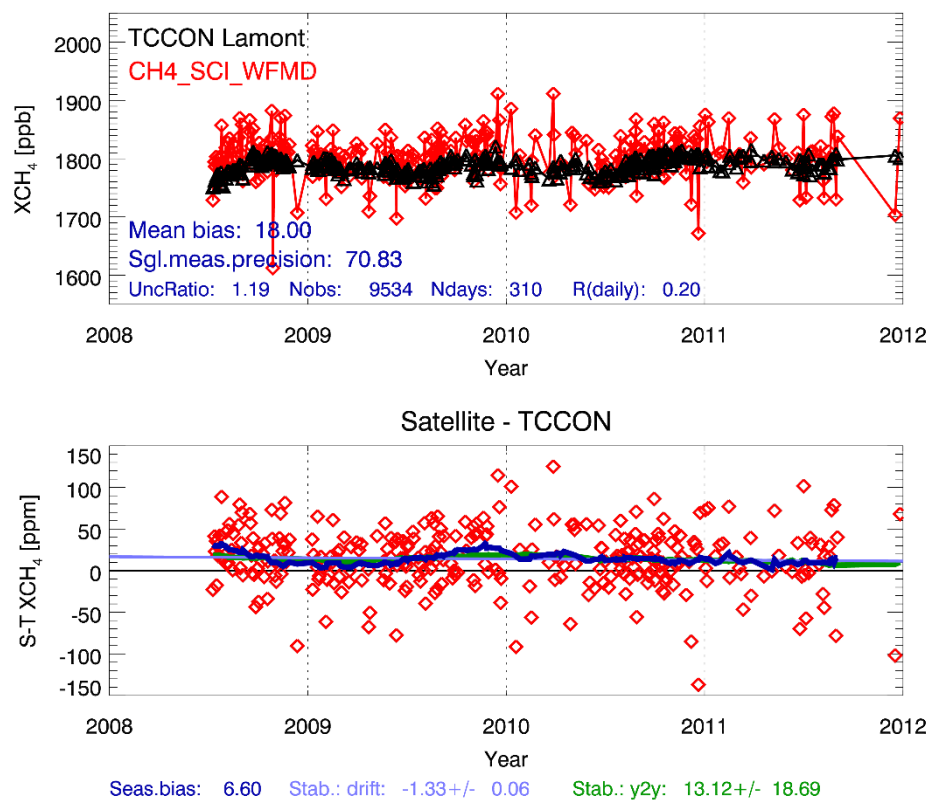 TCCON Lamont
CH4_SCI_WFMD
2000
1900
1800
1700
1600
XCH4 [ppb]
Mean bias: 18.00
Sgl.meas.precision: 70.83
UncRatio: 1.19 Nobs: 9534 Ndays: 310 R(daily): 0.20
2008 2009 2010 2011 2012
Year
Satellite - TCCON
150
100
50
0
-50
-100
-150
S-T XCH4 [ppm]
2008 2009 2010 2011 2012
Year
Seas.bias: 6.60 Stab.: drift: -1.33+/- 0.06 Stab.: y2y: 13.12+/- 18.69